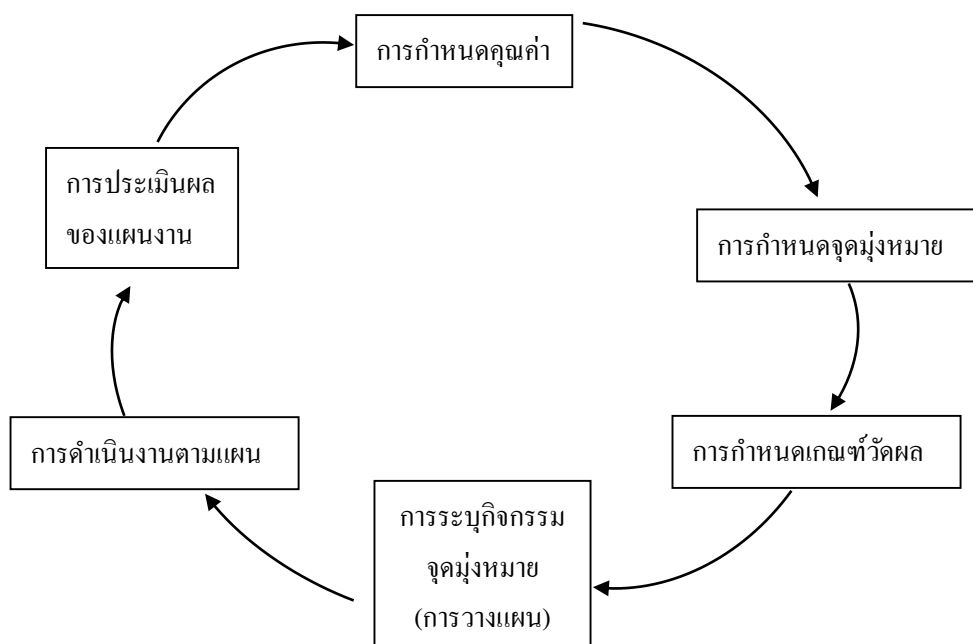 การกำหนดคุณค่า
การประเมินผล
ของแผนงาน
การกำหนดจุดมุ่งหมาย
การดำเนินงานตามแผน
การกำหนดเกณฑ์วัดผล
การระบุกิจกรรม
จุดมุ่งหมาย
(การวางแผน)